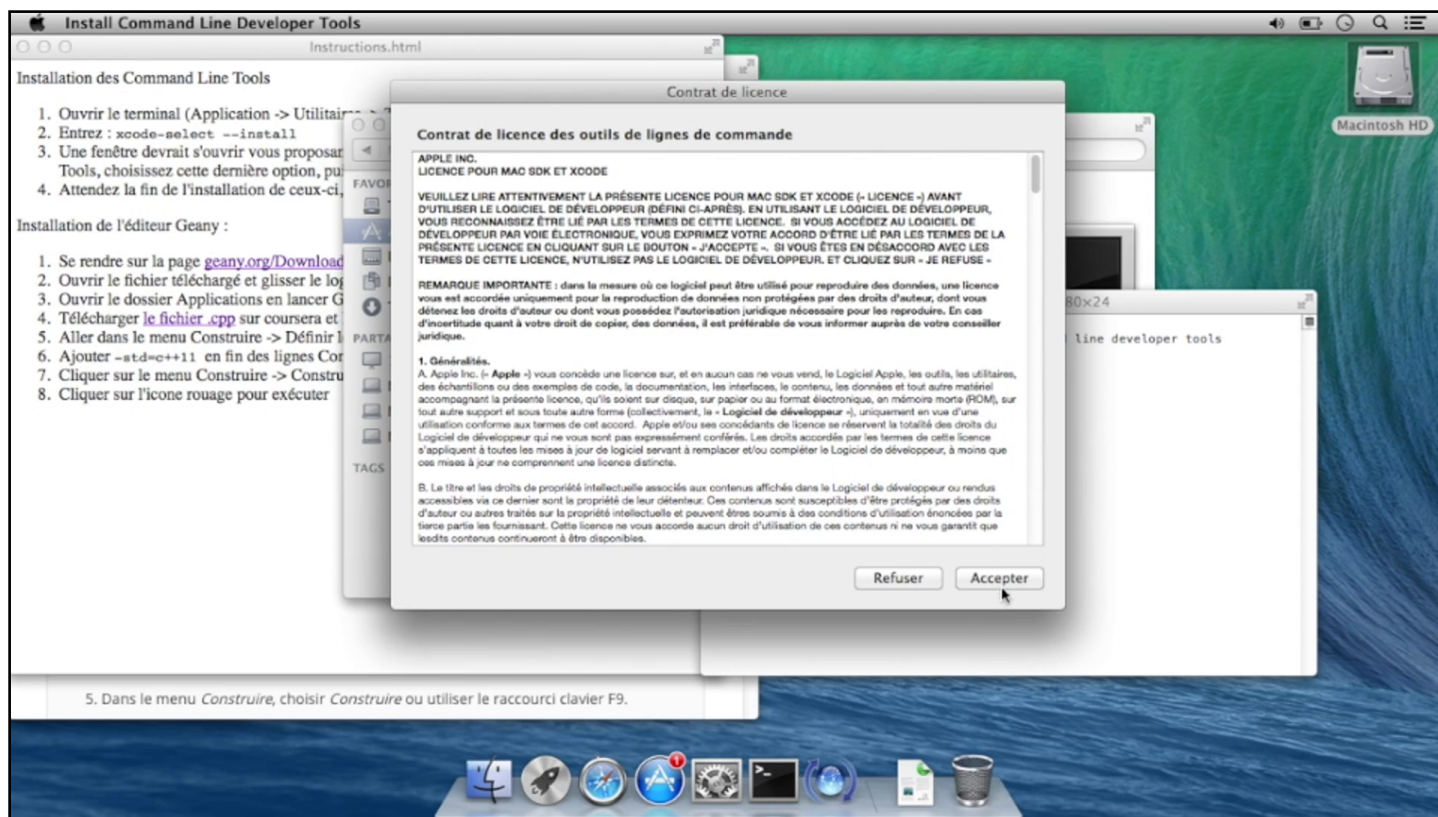 Install Command Line Developer Tools
Instructions.html
Installation des Command Line Tools
1. Ouvrir le terminal (Application -> Utilitaires ->
2. Entrez : xcode-select --install
3. Une fenêtre devrait s'ouvrir vous proposan
Tools, choisissez cette dernière option, pui
4. Attendez la fin de l'installation de ceux-ci,
Installation de l'éditeur Geany :
1. Se rendre sur la page geany.org/Download
2. Ouvrir le fichier téléchargé et glisser le log
3. Ouvrir le dossier Applications en lancer G
4. Télécharger le fichier .cpp sur coursera et
5. Aller dans le menu Construire -> Définir l
6. Ajouter -std=c++11 en fin des lignes Con
7. Cliquer sur le menu Construire -> Constru
8. Cliquer sur l'icone rouage pour exécuter
5. Dans le menu Construire, choisir Construire ou utiliser le raccourci clavier F9.
FAVOR
PARTA
TAGS
Contrat de licence
Contrat de licence des outils de lignes de commande
APPLE INC.
LICENCE POUR MAC SDK ET XCODE
VEUILLEZ LIRE ATTENTIVEMENT LA PRÉSENTE LICENCE POUR MAC SDK ET XCODE (« LICENCE ») AVANT
D'UTILISER LE LOGICIEL DE DÉVELOPPEUR (DÉFINI CI-APRÈS). EN UTILISANT LE LOGICIEL DE DÉVELOPPEUR,
VOUS RECONNAISSEZ ÊTRE LIÉ PAR LES TERMES DE CETTE LICENCE. SI VOUS ACCÉDEZ AU LOGICIEL DE
DÉVELOPPEUR PAR VOIE ÉLECTRONIQUE, VOUS EXPRIMEZ VOTRE ACCORD D'ÊTRE LIÉ PAR LES TERMES DE LA
PRÉSENTE LICENCE EN CLIQUANT SUR LE BOUTON « J'ACCEPTE ». SI VOUS ÊTES EN DÉSACCORD AVEC LES
TERMES DE CETTE LICENCE, N'UTILISEZ PAS LE LOGICIEL DE DÉVELOPPEUR. ET CLIQUEZ SUR « JE REFUSE »
REMARQUE IMPORTANTE : dans la mesure où ce logiciel peut être utilisé pour reproduire des données, une licence
vous est accordée uniquement pour la reproduction de données non protégées par des droits d'auteur, dont vous
détenez les droits d'auteur ou dont vous possédez l'autorisation juridique nécessaire pour les reproduire. En cas
d'incertitude quant à votre droit de copier, des données, il est préférable de vous informer auprès de votre conseiller
juridique.
1. Généralités.
A. Apple Inc. (« Apple ») vous concède une licence sur, et en aucun cas ne vous vend, le Logiciel Apple, les outils, les utilitaires,
des échantillons ou des exemples de code, la documentation, les interfaces, le contenu, les données et tout autre matériel
accompagnant la présente licence, qu'ils soient sur disque, sur papier ou au format électronique, en mémoire morte (ROM), sur
tout autre support et sous toute autre forme (collectivement, le « Logiciel de développeur »), uniquement en vue d'une
utilisation conforme aux termes de cet accord. Apple et/ou ses concédants de licence se réservent la totalité des droits du
Logiciel de développeur qui ne vous sont pas expressément conférés. Les droits accordés par les termes de cette licence
s'appliquent à toutes les mises à jour de logiciel servant à remplacer et/ou compléter le Logiciel de développeur, à moins que
ces mises à jour ne comprennent une licence distincte.
B. Le titre et les droits de propriété intellectuelle associés aux contenus affichés dans le Logiciel de développeur ou rendus
accessibles via ce dernier sont la propriété de leur détenteur. Ces contenus sont susceptibles d'être protégés par des droits
d'auteur ou autres traités sur la propriété intellectuelle et peuvent êtres soumis à des conditions d'utilisation énoncées par la
tierce partie les fournissant. Cette licence ne vous accorde aucun droit d'utilisation de ces contenus ni ne vous garantit que
lesdits contenus continueront à être disponibles.
Refuser
Accepter
80×24
line developer tools
Macintosh HD
1